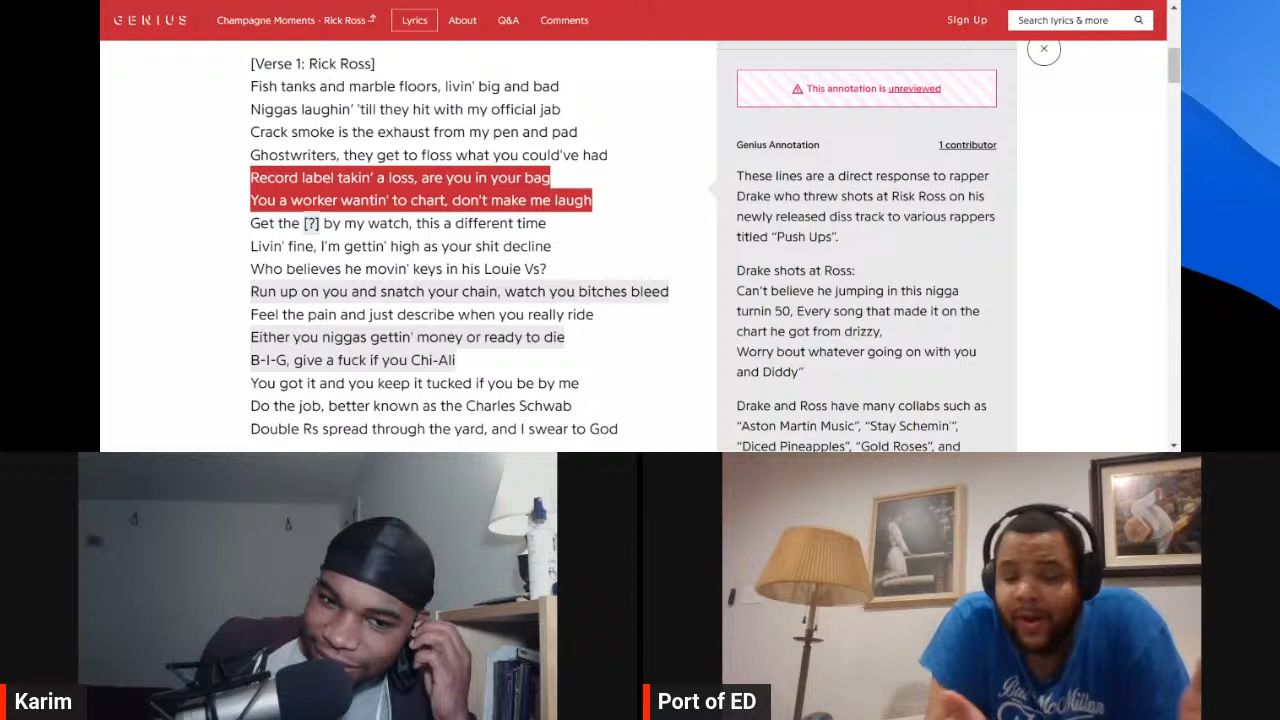 GENIUS
Champagne Moments - Rick Ross
Lyrics
About
Q&A
Comments
Sign Up
Search lyrics & more
[Verse 1: Rick Ross]
Fish tanks and marble floors, livin' big and bad
Niggas laughin' 'till they hit with my official jab
Crack smoke is the exhaust from my pen and pad
Ghostwriters, they get to floss what you could've had
Record label takin' a loss, are you in your bag
You a worker wantin' to chart, don't make me laugh
Get the [?] by my watch, this a different time
Livin' fine, I'm gettin' high as your shit decline
Who believes he movin' keys in his Louie Vs?
Run up on you and snatch your chain, watch you bitches bleed
Feel the pain and just describe when you really ride
Either you niggas gettin' money or ready to die
B-I-G, give a fuck if you Chi-Ali
You got it and you keep it tucked if you be by me
Do the job, better known as the Charles Schwab
Double Rs spread through the yard, and I swear to God
This annotation is unreviewed
Genius Annotation
1 contributor
These lines are a direct response to rapper
Drake who threw shots at Risk Ross on his
newly released diss track to various rappers
titled “Push Ups”.
Drake shots at Ross:
Can't believe he jumping in this nigga
turnin 50, Every song that made it on the
chart he got from drizzy,
Worry bout whatever going on with you
and Diddy”
Drake and Ross have many collabs such as
“Aston Martin Music”, “Stay Schemin'”,
“Diced Pineapples”, “Gold Roses”, and
Karim
Port of ED